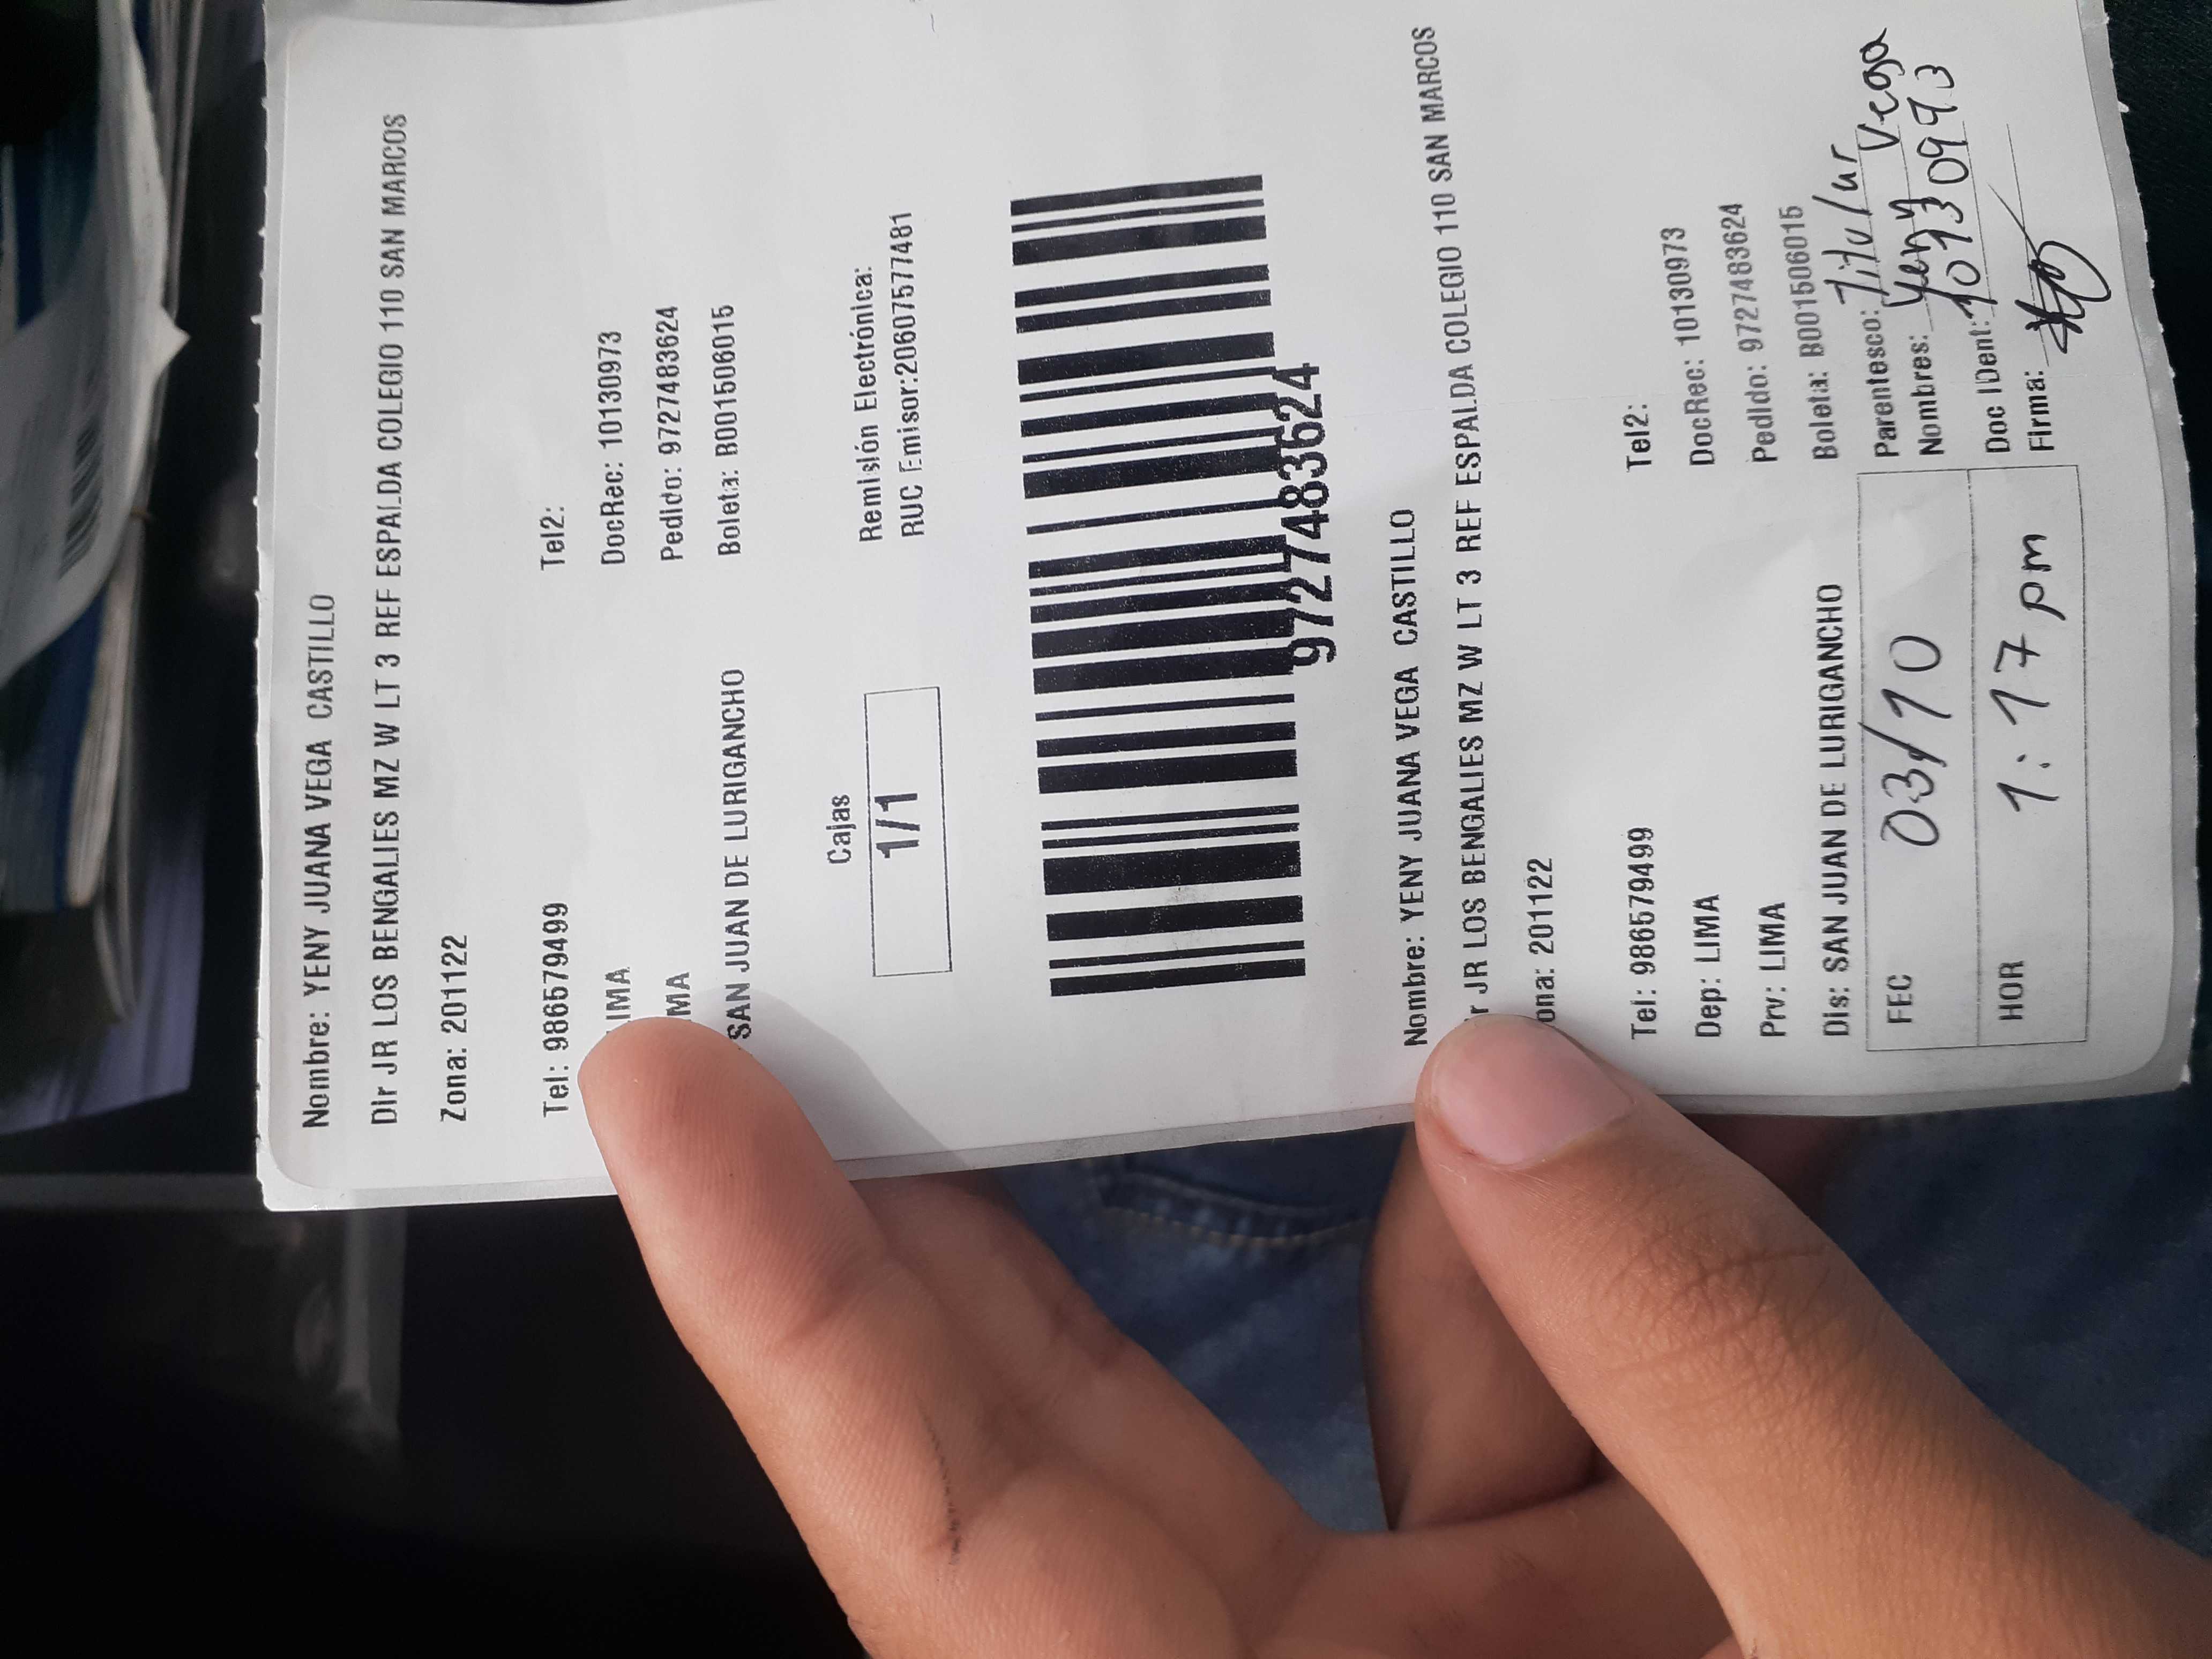 Nombre: YENY JUANA VEGA CASTILLO
Dir JR LOS BENGALIES MZ W LT 3 REF ESPALDA COLEGIO 110 SAN MARCOS
Zona: 201122
Tel: 986579499 Tel2:
IMA DocRec: 10130973
MA Pedido: 9727483624
SAN JUAN DE LURIGANCHO Boleta: B001506015
Cajas
1/1
Remisión Electrónica:
RUC Emisor:20607577481
9727483624
Nombre: YENY JUANA VEGA CASTILLO
r JR LOS BENGALIES MZ W LT 3 REF ESPALDA COLEGIO 110 SAN MARCOS
ona: 201122
Tel: 986579499 Tel2:
Dep: LIMA DocRec: 10130973
Prv: LIMA Pedido: 9727483624
Dis: SAN JUAN DE LURIGANCHO Boleta: B001506015
FEC 03/10 Parentesco: Titular
Nombres: Yeny Vega
HOR 1:17 pm Doc IDent: 10130973
Firma: